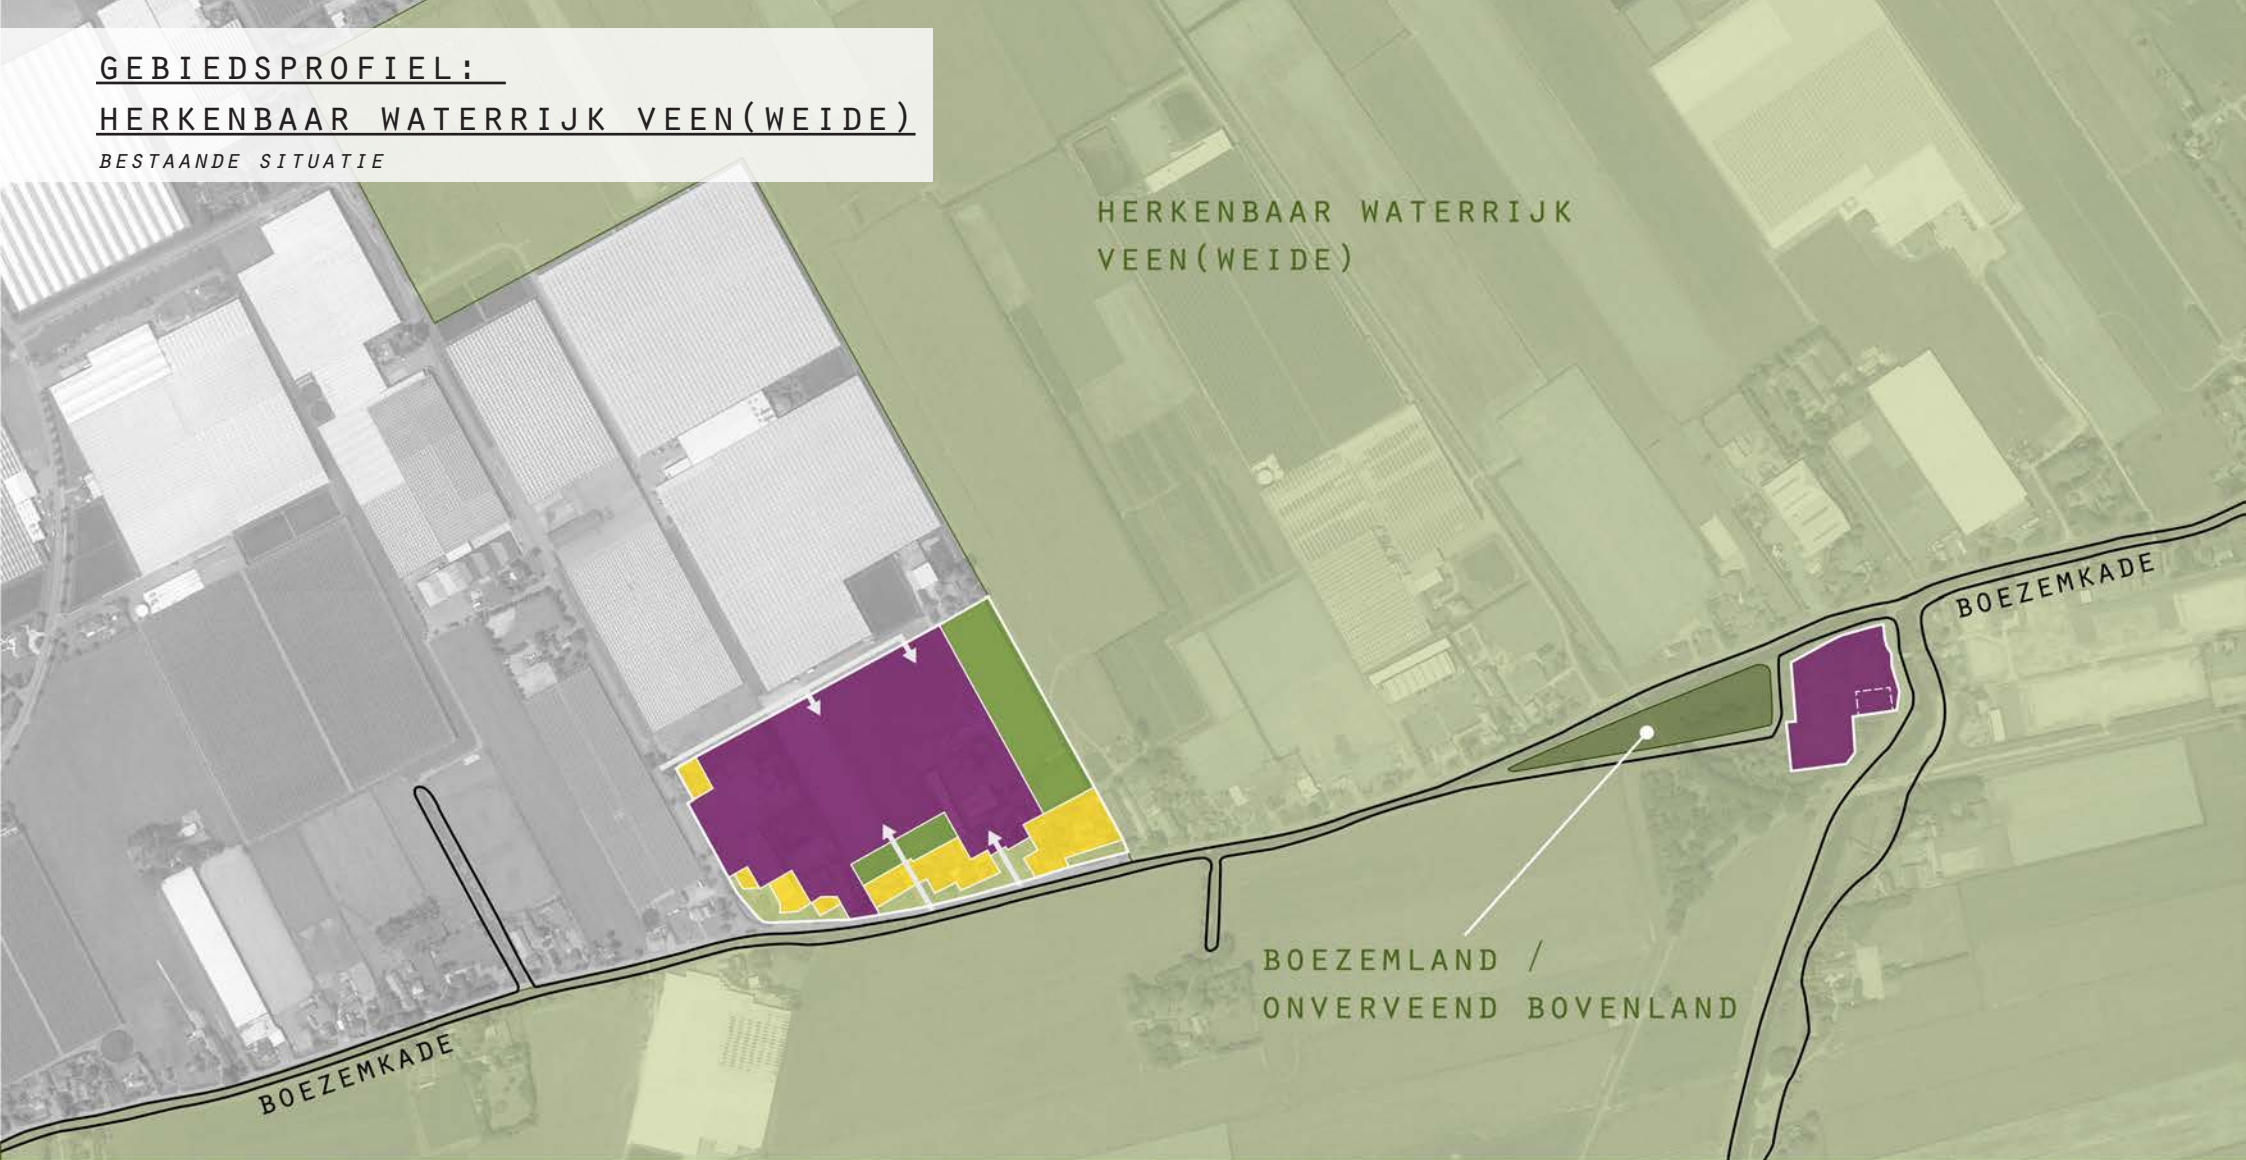 GEBIEDSPROFIEL:
HERKENBAAR WATERRIJK VEEN(WEIDE)
BESTAANDE SITUATIE
HERKENBAAR WATERRIJK
VEEN(WEIDE)
BOEZEMKADE
BOEZEMLAND /
ONVERVEEND BOVENLAND
BOEZEMKADE